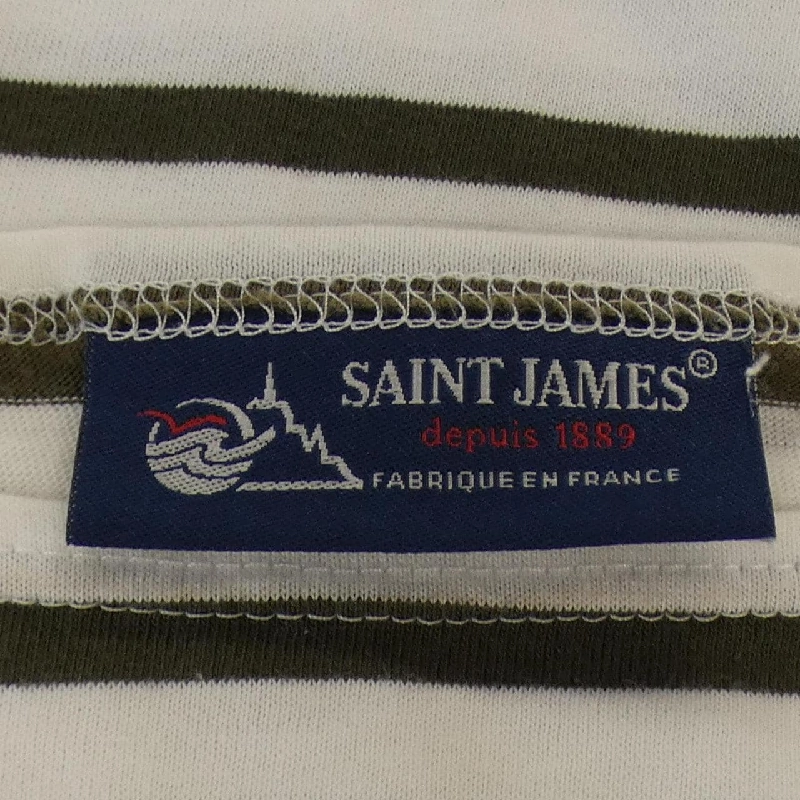 SAINT JAMES®
depuis 1889
FABRIQUE EN FRANCE